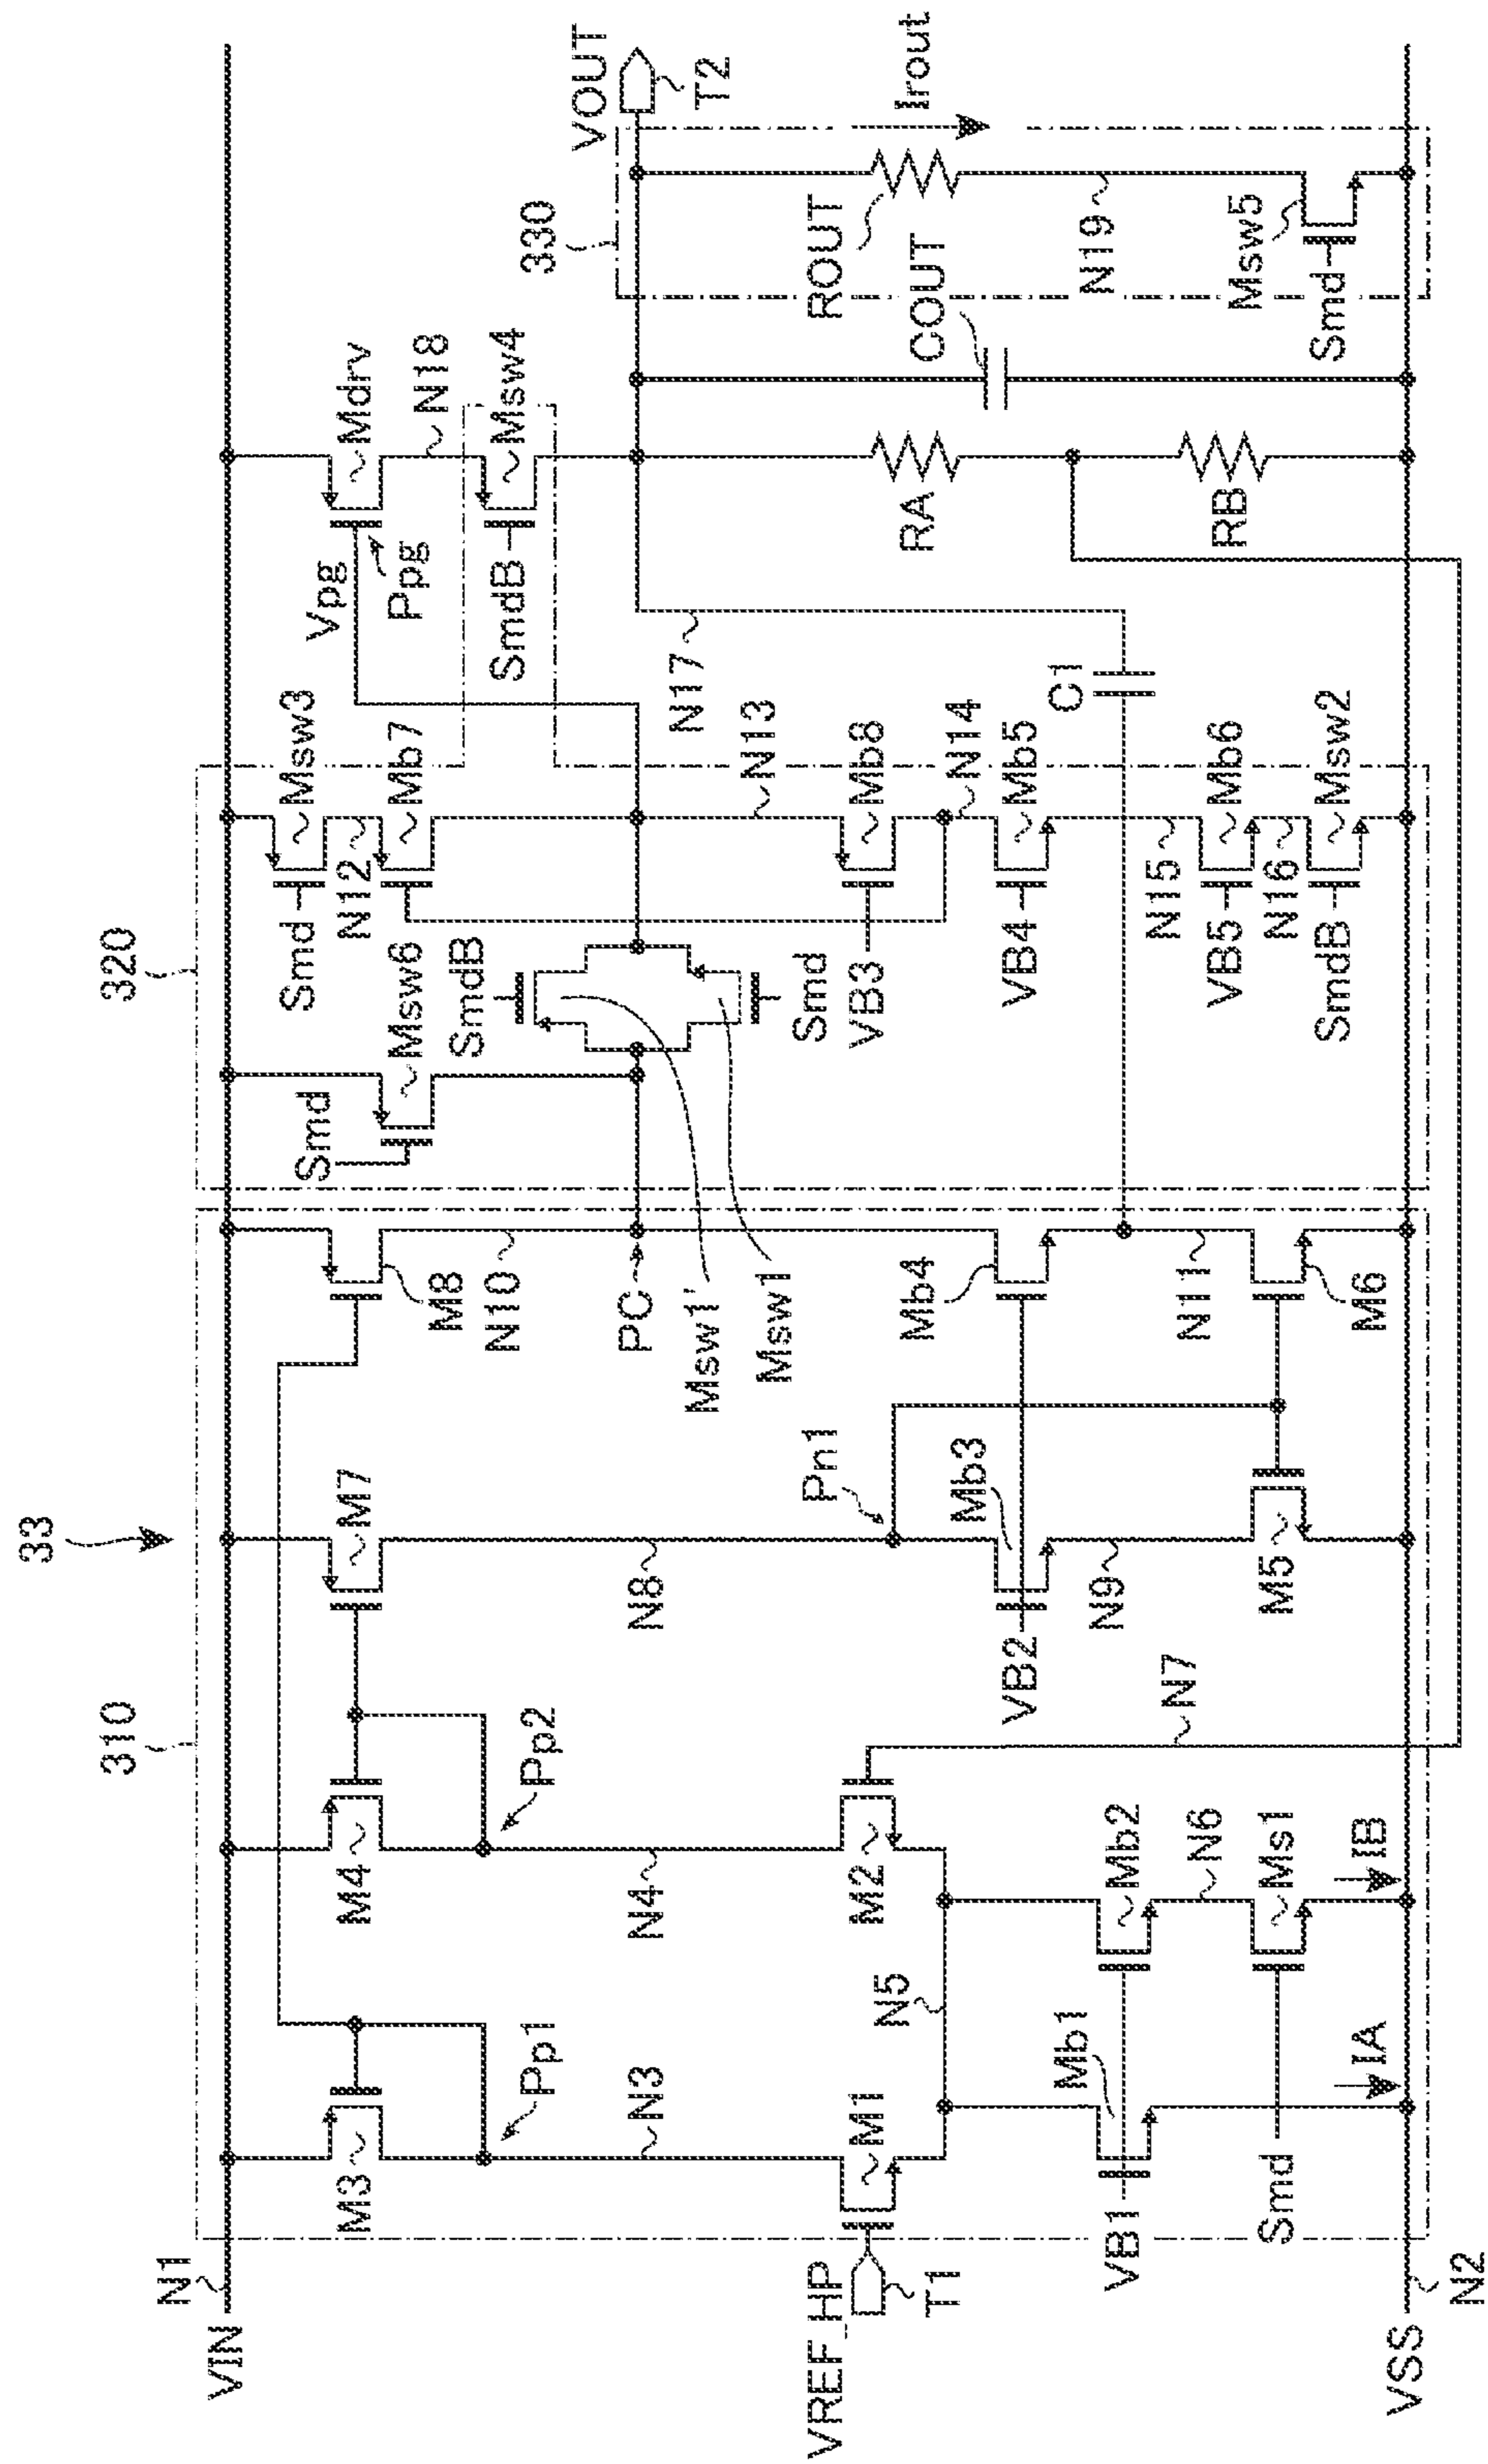 33
310
320
330
VIN
N1
M3
M4
M7
M8
Msw6
Smd
Msw3
Smd
N12
Mb7
Vpg
Ppg
Mdrv
N18
Msw4
SmdB
VOUT
T2
Pp1
Pp2
N3
N4
N8
N10
PC
Msw1'
Msw1
SmdB
Smd
N13
N17
VREF_HP
T1
M1
M2
N5
Pn1
Mb3
Mb4
VB2
VB3
Mb8
N14
VB4
Mb5
C1
RA
COUT
ROUT
Irout
VB1
Mb1
Mb2
N6
N7
N9
N11
N15
VB5
Mb6
N16
RB
N19
Smd
Ms1
M5
M6
SmdB
Msw2
Smd
Msw5
IA
IB
VSS
N2